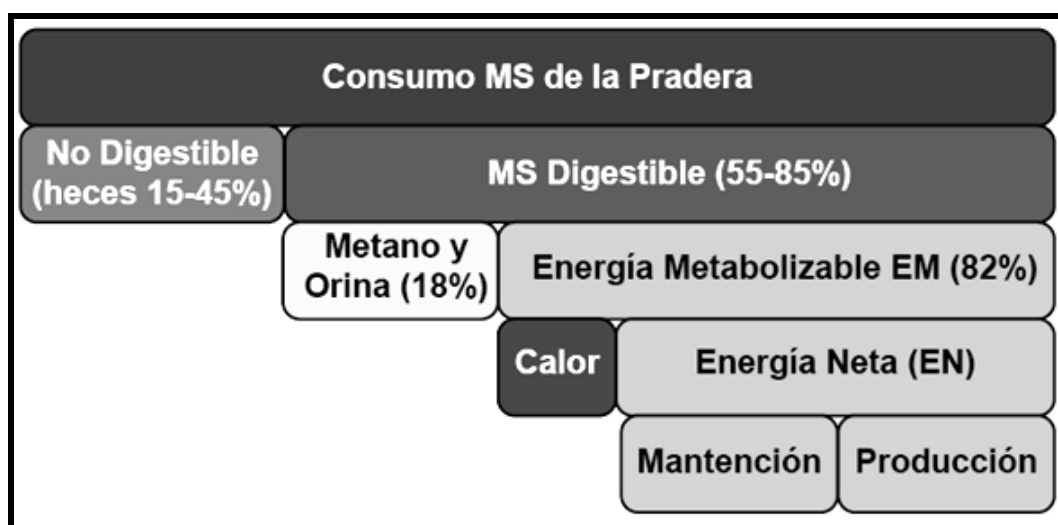 Consumo MS de la Pradera
No Digestible
(heces 15-45%)
MS Digestible (55-85%)
Metano y
Orina (18%)
Energía Metabolizable EM (82%)
Calor
Energía Neta (EN)
Mantención
Producción